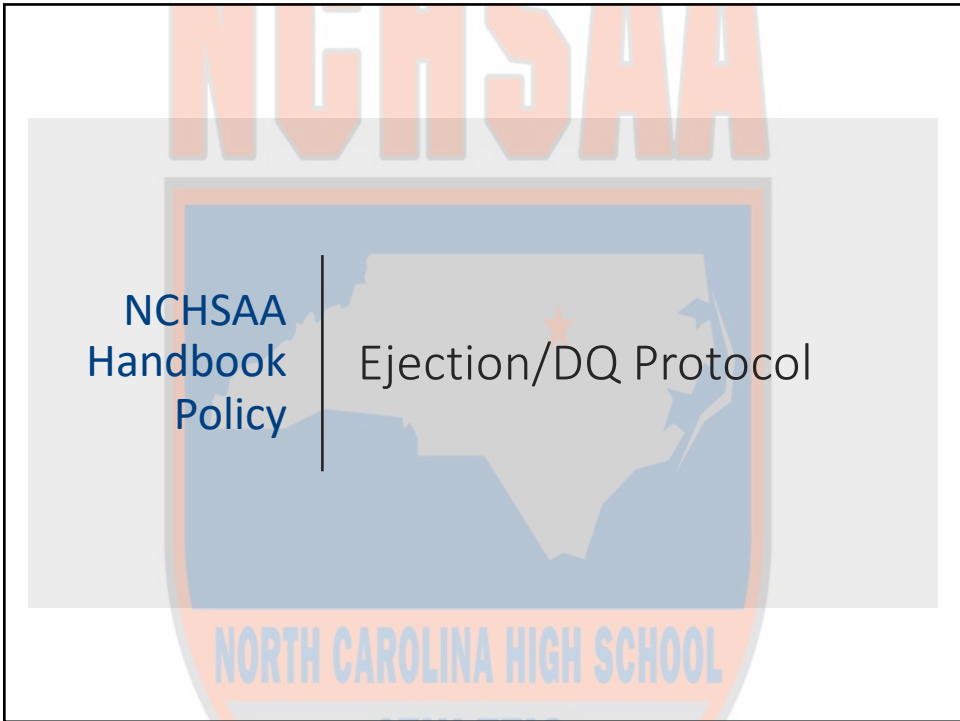 NCHSAA
NCHSAA
Handbook
Policy
Ejection/DQ Protocol
NORTH CAROLINA HIGH SCHOOL